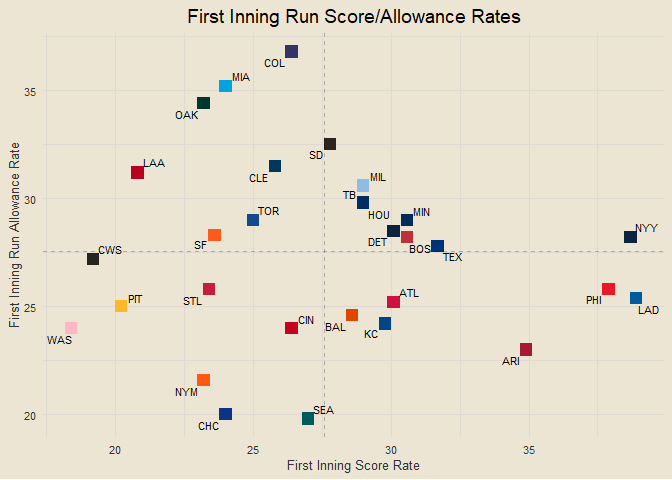 First Inning Run Score/Allowance Rates
COL
MIA
35
OAK
SD
LAA
CLE
MIL
TB
30
TOR
HOU
MIN
SF
DET
BOS
NYY
CWS
TEX
First Inning Run Allowance Rate
STL
ATL
PHI
LAD
25
PIT
WAS
CIN
BAL
KC
ARI
NYM
CHC
SEA
20
20
25
30
35
First Inning Score Rate